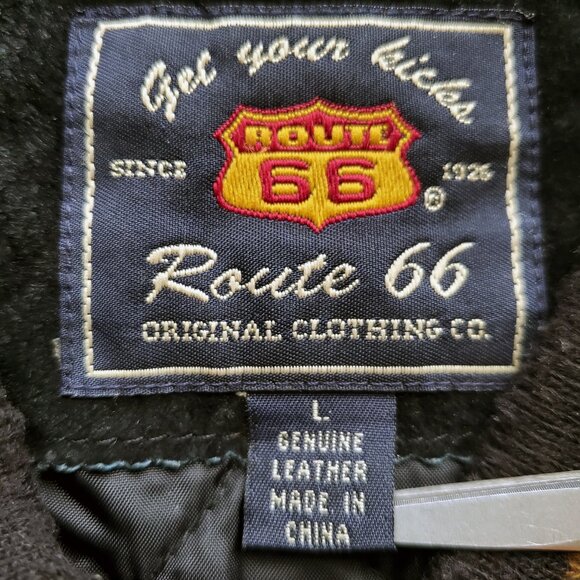 Get your kicks
ROUTE
66
SINCE 1926
®
Route 66
ORIGINAL CLOTHING CO.
L
GENUINE
LEATHER
MADE IN
CHINA